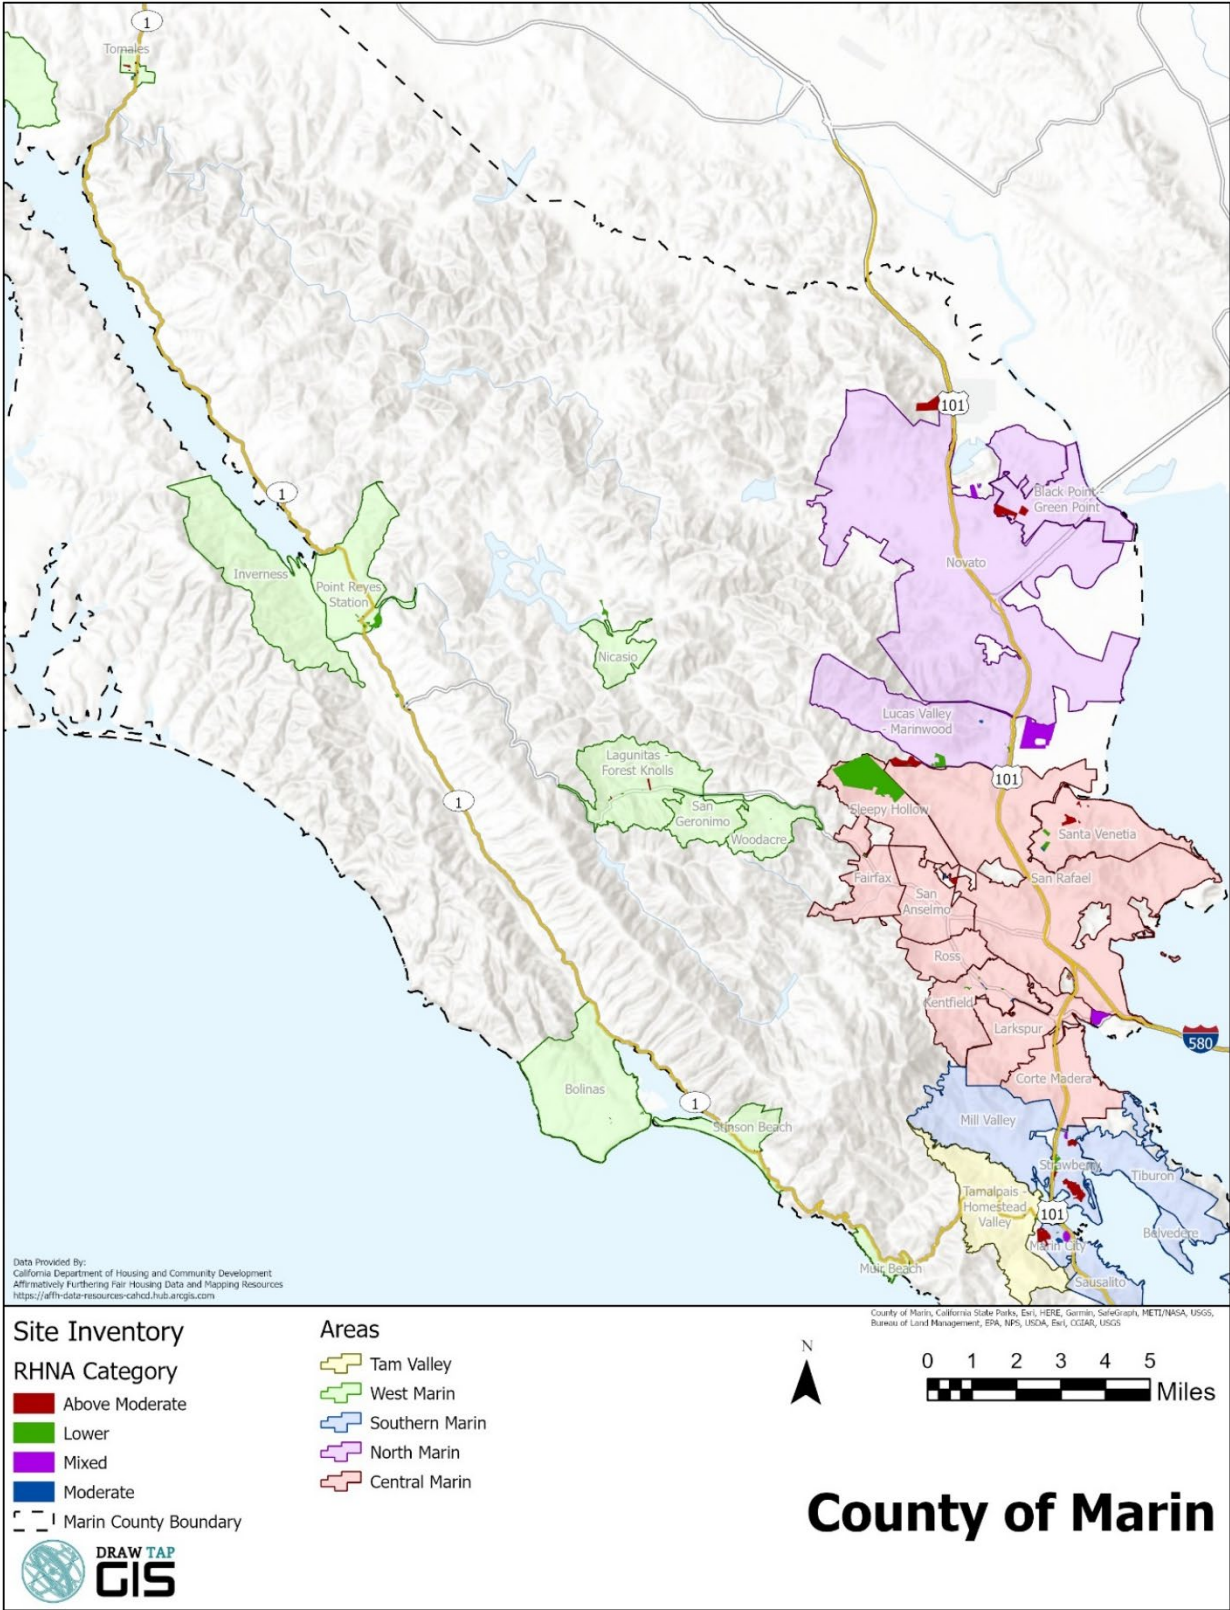 1
Tomales
101
Black Point -
Green Point
Novato
1
Inverness
Point Reyes
Station
Nicasio
Lucas Valley
- Marinwood
Lagunitas -
Forest Knolls
101
1
San
Geronimo
Woodacre
Sleepy Hollow
Santa Venetia
Fairfax
San
Anselmo
San Rafael
Ross
Kentfield
Larkspur
580
Corte Madera
Bolinas
1
Stinson Beach
Mill Valley
Strawberry
Tiburon
Tamalpais -
Homestead
Valley
101
Belvedere
Marin City
Muir Beach
Sausalito
Data Provided By:
California Department of Housing and Community Development
Affirmatively Furthering Fair Housing Data and Mapping Resources
https://affh-data-resources-cahcd.hub.arcgis.com
County of Marin, California State Parks, Esri, HERE, Garmin, SafeGraph, METI/NASA, USGS,
Bureau of Land Management, EPA, NPS, USDA, Esri, CGIAR, USGS
Site Inventory
RHNA Category
Above Moderate
Lower
Mixed
Moderate
Marin County Boundary
Areas
Tam Valley
West Marin
Southern Marin
North Marin
Central Marin
N
0 1 2 3 4 5
Miles
County of Marin
DRAW TAP
GIS